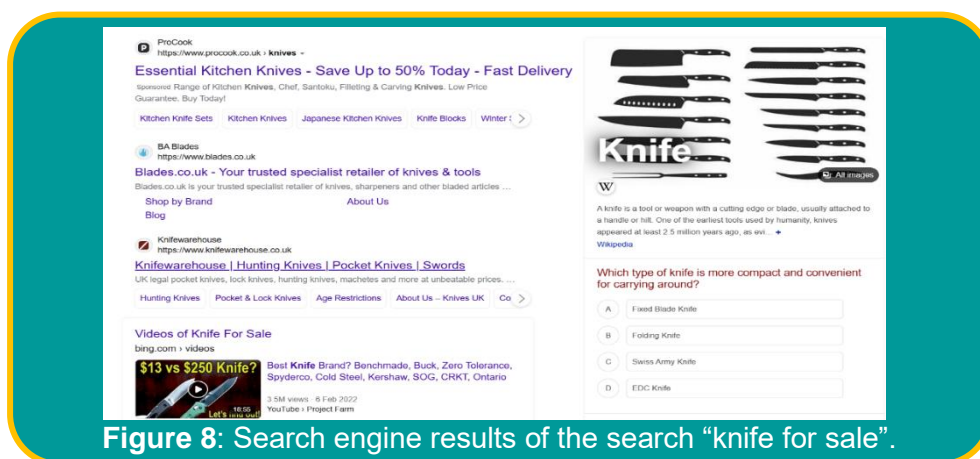 ProCook
https://www.procook.co.uk › knives
Essential Kitchen Knives - Save Up to 50% Today - Fast Delivery
Sponsored Range of Kitchen Knives, Chef, Santoku, Filleting & Carving Knives. Low Price
Guarantee, Buy Today!
Kitchen Knife Sets Kitchen Knives Japanese Kitchen Knives Knife Blocks Winter
BA Blades
https://www.blades.co.uk
Blades.co.uk - Your trusted specialist retailer of knives & tools
Blades.co.uk is your trusted specialist retailer of knives, sharpeners and other bladed articles ...
Shop by Brand About Us
Blog
Knifewarehouse
https://www.knifewarehouse.co.uk
Knifewarehouse | Hunting Knives | Pocket Knives | Swords
UK legal pocket knives, lock knives, hunting knives, machetes and more at unbeatable prices. ...
Hunting Knives Pocket & Lock Knives Age Restrictions About Us – Knives UK Co
Videos of Knife For Sale
bing.com › videos
$13 vs $250 Knife?
Let's find out!
16:55
Best Knife Brand? Benchmade, Buck, Zero Tolerance,
Spyderco, Cold Steel, Kershaw, SOG, CRKT, Ontario
3.5M views · 6 Feb 2022
YouTube › Project Farm
Knife
All images
W
A knife is a tool or weapon with a cutting edge or blade, usually attached to
a handle or hilt. One of the earliest tools used by humanity, knives
appeared at least 2.5 million years ago, as evi... +
Wikipedia
Which type of knife is more compact and convenient
for carrying around?
A Fixed Blade Knife
B Folding Knife
C Swiss Army Knife
D EDC Knife
Figure 8: Search engine results of the search “knife for sale”.